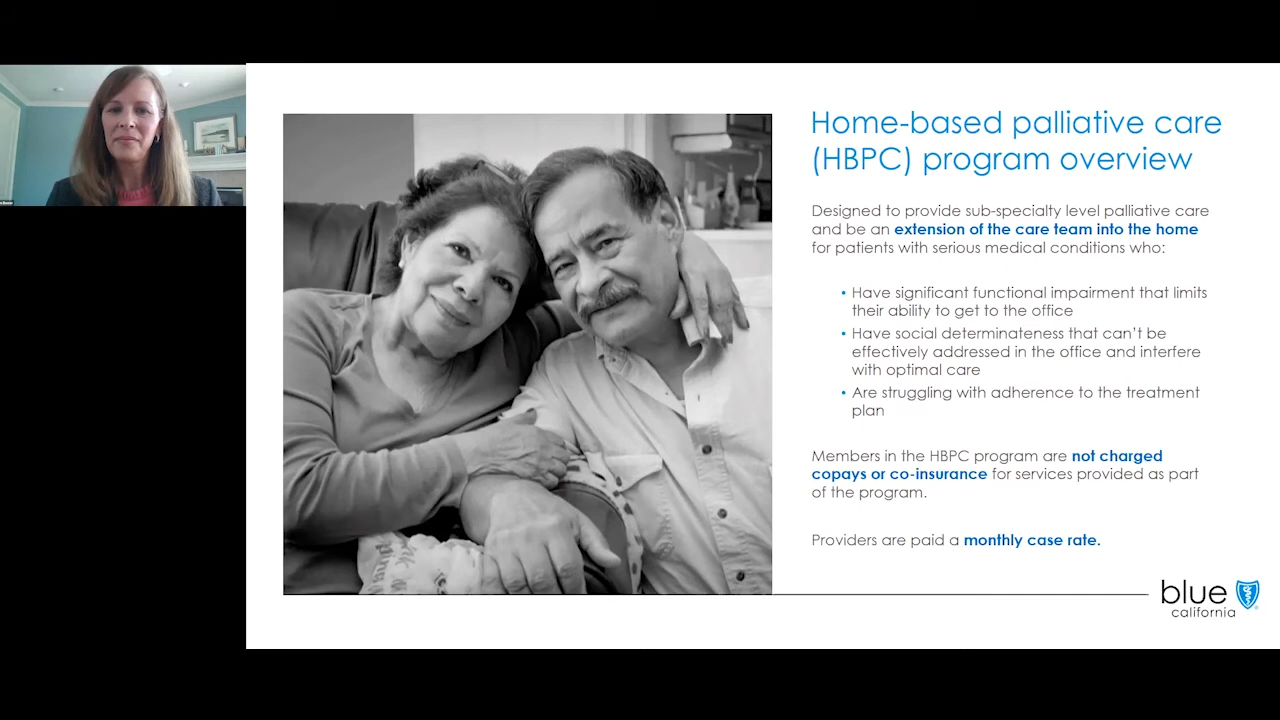 Home-based palliative care
(HBPC) program overview
Designed to provide sub-specialty level palliative care
and be an extension of the care team into the home
for patients with serious medical conditions who:
• Have significant functional impairment that limits
their ability to get to the office
• Have social determinateness that can't be
effectively addressed in the office and interfere
with optimal care
• Are struggling with adherence to the treatment
plan
Members in the HBPC program are not charged
copays or co-insurance for services provided as part
of the program.
Providers are paid a monthly case rate.
blue
california